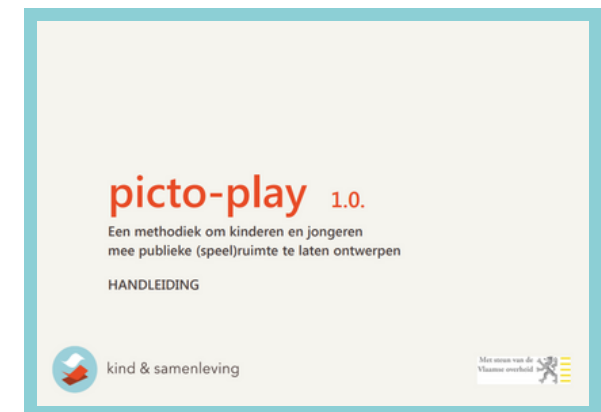 picto-play 1.0.
Een methodiek om kinderen en jongeren
mee publieke (speel)ruimte te laten ontwerpen
HANDLEIDING
kind & samenleving
Met steun van de
Vlaamse overheid